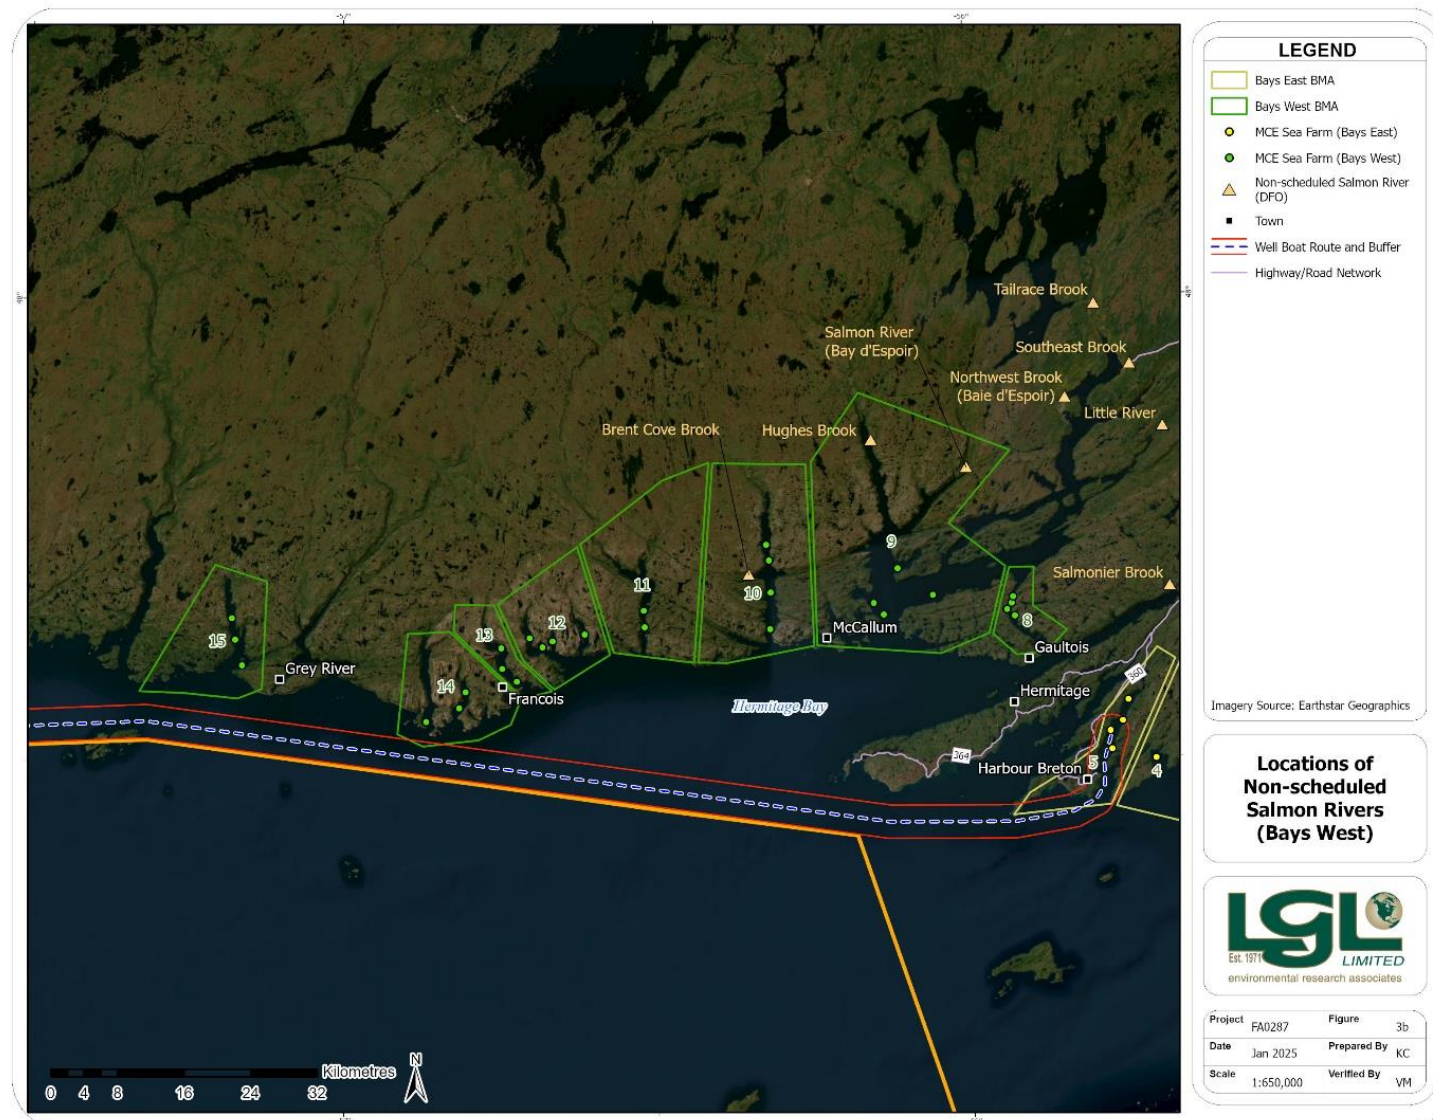 -57°
-56°
48°
48°
Tailrace Brook
Salmon River
(Bay d'Espoir)
Southeast Brook
Northwest Brook
(Baie d'Espoir)
Little River
Brent Cove Brook
Hughes Brook
9
Salmonier Brook
11
10
8
12
13
15
McCallum
Gaultois
Grey River
14
Francois
Hermitage
Hermitage Bay
360
364
Harbour Breton
5
4
Kilometres
N
0 4 8 16 24 32
LEGEND
Bays East BMA
Bays West BMA
MCE Sea Farm (Bays East)
MCE Sea Farm (Bays West)
Non-scheduled Salmon River
(DFO)
Town
Well Boat Route and Buffer
Highway/Road Network
Imagery Source: Earthstar Geographics
Locations of
Non-scheduled
Salmon Rivers
(Bays West)
LGL
Est. 1971
LIMITED
environmental research associates
Project FA0287 Figure 3b
Date Jan 2025 Prepared By KC
Scale 1:650,000 Verified By VM